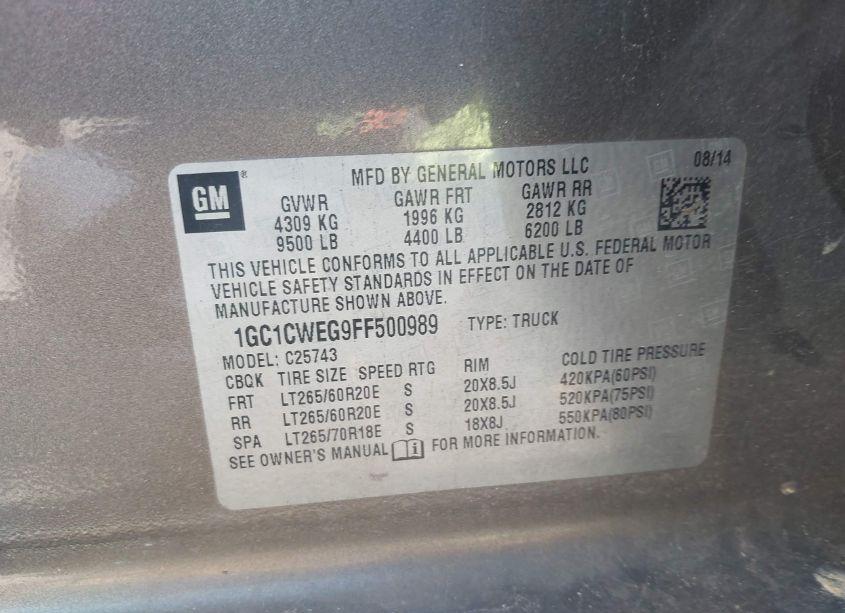 GM ® MFD BY GENERAL MOTORS LLC 08/14
GVWR GAWR FRT GAWR RR
4309 KG 1996 KG 2812 KG
9500 LB 4400 LB 6200 LB
THIS VEHICLE CONFORMS TO ALL APPLICABLE U.S. FEDERAL MOTOR
VEHICLE SAFETY STANDARDS IN EFFECT ON THE DATE OF
MANUFACTURE SHOWN ABOVE.
1GC1CWEG9FF500989 TYPE: TRUCK
MODEL: C25743
CBQK TIRE SIZE SPEED RTG RIM COLD TIRE PRESSURE
FRT LT265/60R20E S 20X8.5J 420KPA(60PSI)
RR LT265/60R20E S 20X8.5J 520KPA(75PSI)
SPA LT265/70R18E S 18X8J 550KPA(80PSI)
SEE OWNER'S MANUAL i FOR MORE INFORMATION.